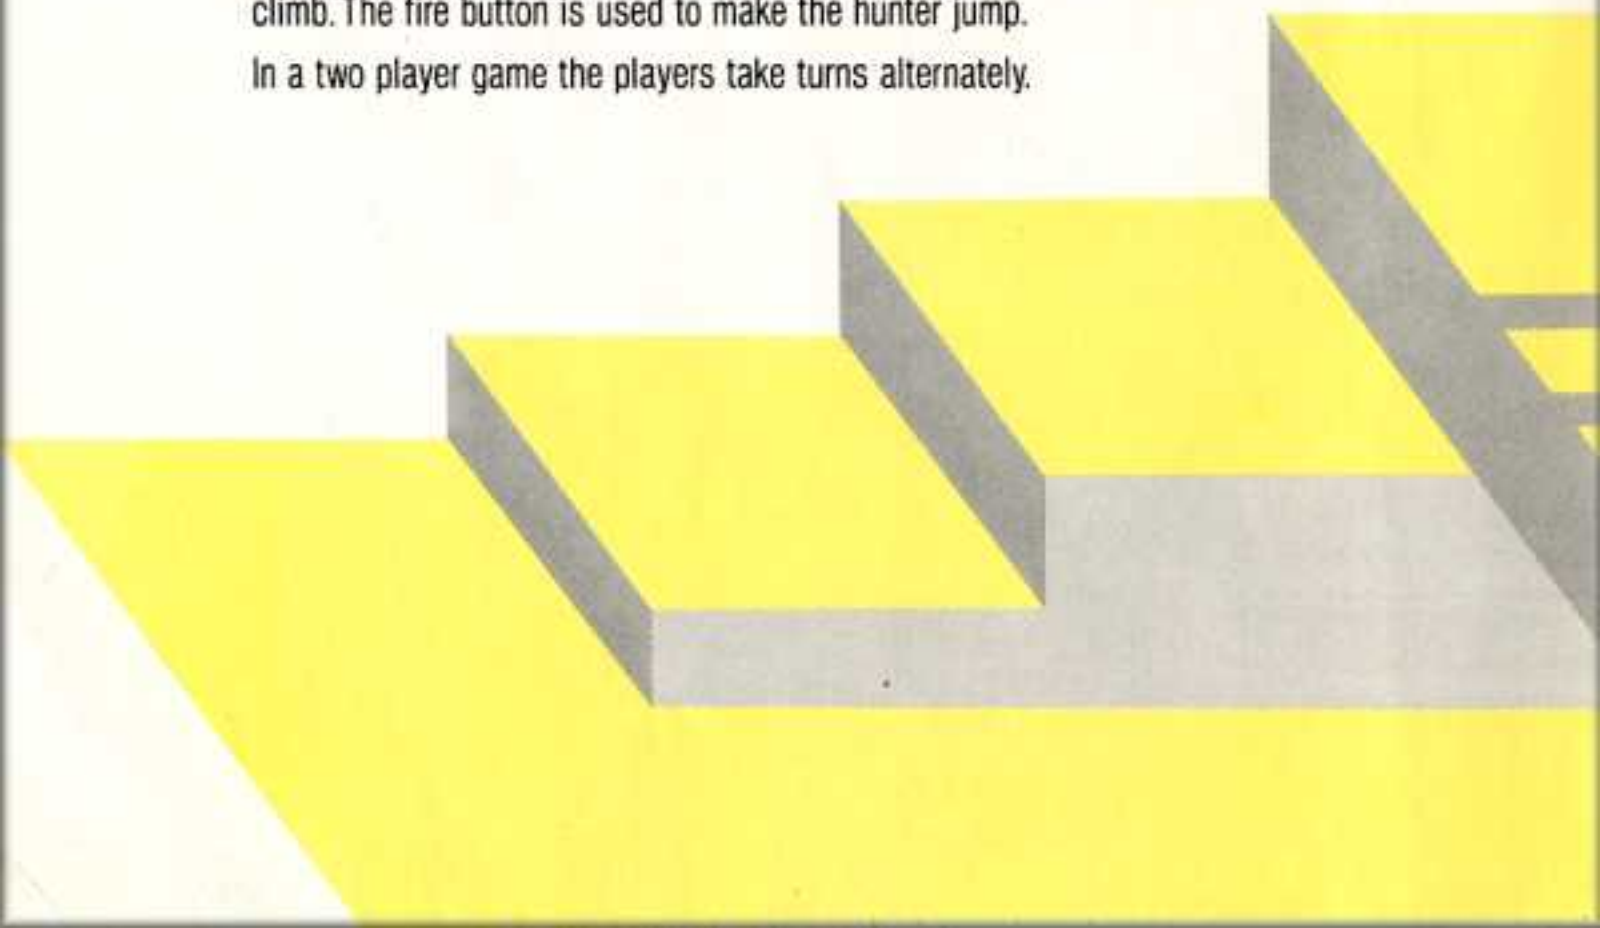 climb. The fire button is used to make the hunter jump.
In a two player game the players take turns alternately.